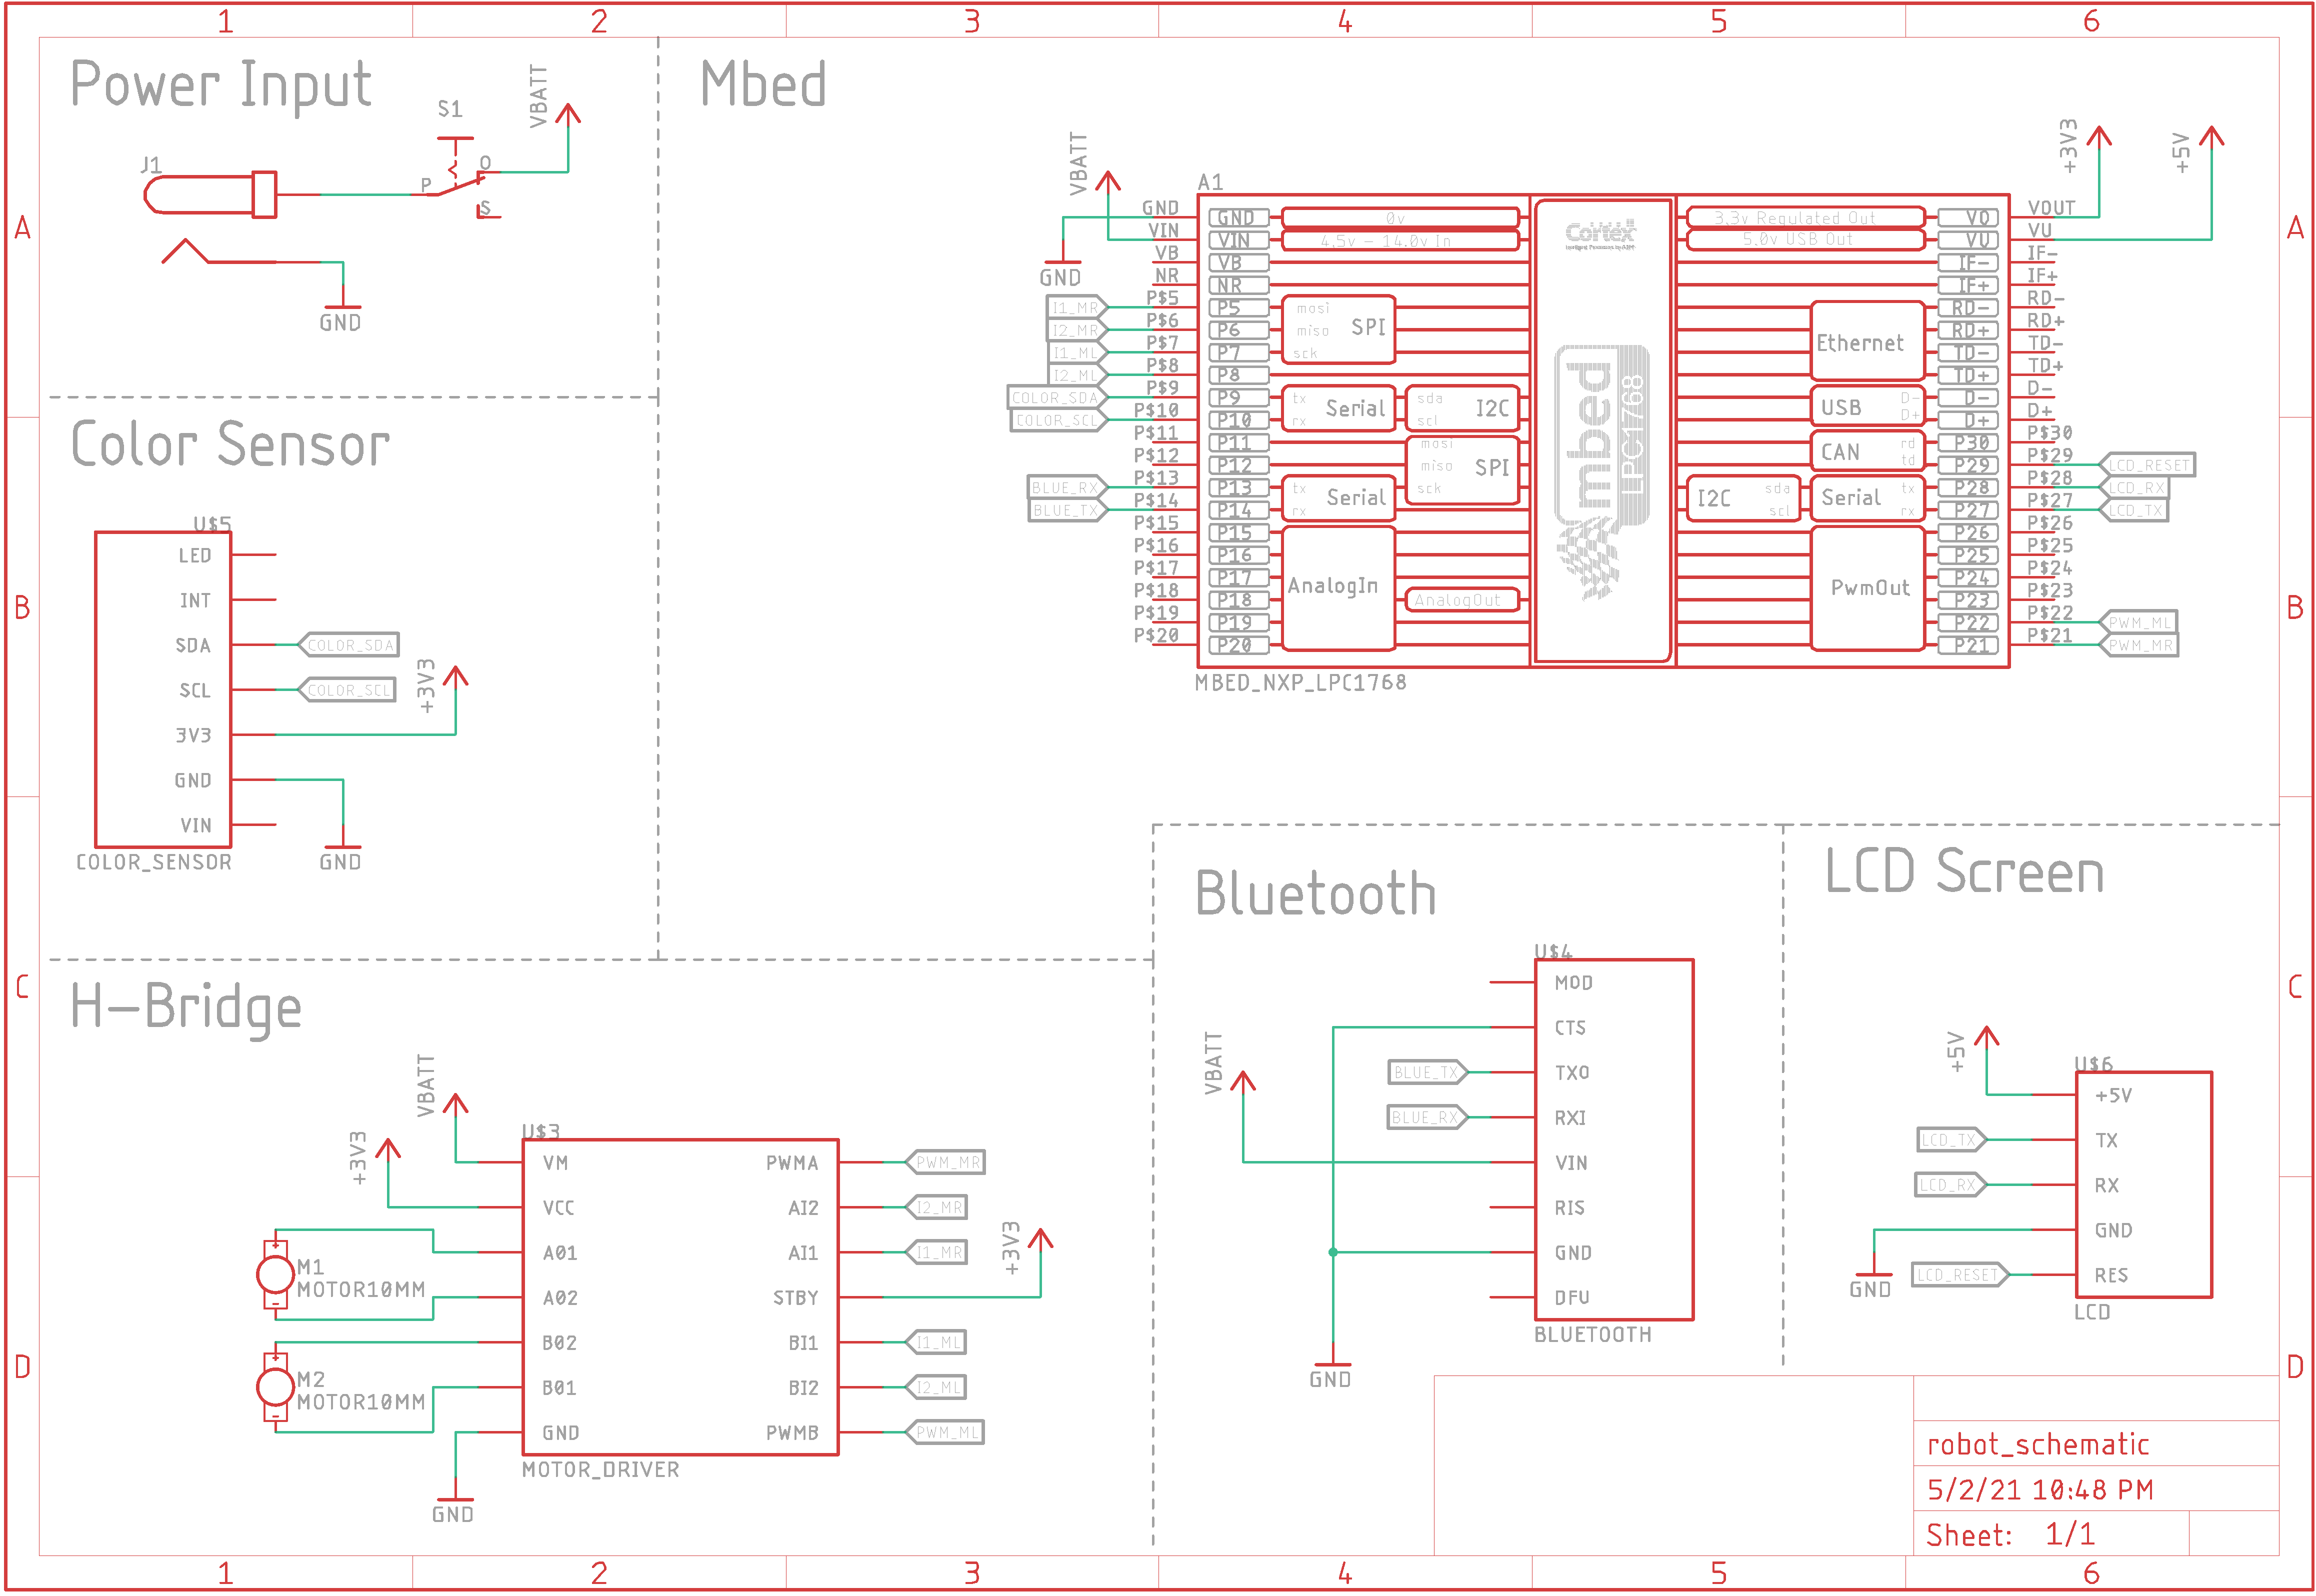 1 2 3 4 5 6
A
B
C
D
A
B
C
D
1 2 3 4 5 6
Power Input
J1
S1
P
O
S
VBATT
GND
Color Sensor
U$5
LED
INT
SDA
SCL
3V3
GND
VIN
COLOR_SDA
COLOR_SCL
+3V3
GND
COLOR_SENSOR
Mbed
A1
VBATT
GND
GND
VIN
VB
NR
P$5
P$6
P$7
P$8
P$9
P$10
P$11
P$12
P$13
P$14
P$15
P$16
P$17
P$18
P$19
P$20
I1_MR
I2_MR
I1_ML
I2_ML
COLOR_SDA
COLOR_SCL
BLUE_RX
BLUE_TX
GND
VIN
VB
NR
P5
P6
P7
P8
P9
P10
P11
P12
P13
P14
P15
P16
P17
P18
P19
P20
0v
4.5v - 14.0v In
mosi
miso
sck
SPI
tx
rx
Serial
sda
scl
I2C
mosi
miso
sck
SPI
tx
rx
Serial
AnalogIn
AnalogOut
Cortex
mbed
LPC1768
3.3v Regulated Out
5.0v USB Out
Ethernet
USB
D-
D+
CAN
rd
td
I2C
sda
scl
Serial
tx
rx
PwmOut
VO
VU
IF-
IF+
RD-
RD+
TD-
TD+
D-
D+
P30
P29
P28
P27
P26
P25
P24
P23
P22
P21
VOUT
VU
IF-
IF+
RD-
RD+
TD-
TD+
D-
D+
P$30
P$29
P$28
P$27
P$26
P$25
P$24
P$23
P$22
P$21
+3V3
+5V
LCD_RESET
LCD_RX
LCD_TX
PWM_ML
PWM_MR
MBED_NXP_LPC1768
H-Bridge
U$3
VBATT
+3V3
VM
VCC
A01
A02
B02
B01
GND
PWMA
AI2
AI1
STBY
BI1
BI2
PWMB
PWM_MR
I2_MR
I1_MR
+3V3
I1_ML
I2_ML
PWM_ML
M1
MOTOR10MM
M2
MOTOR10MM
GND
MOTOR_DRIVER
Bluetooth
U$4
VBATT
MOD
CTS
TXO
RXI
VIN
RIS
GND
DFU
BLUE_TX
BLUE_RX
GND
BLUETOOTH
LCD Screen
U$6
+5V
+5V
TX
RX
GND
RES
LCD_TX
LCD_RX
GND
LCD_RESET
LCD
robot_schematic
5/2/21 10:48 PM
Sheet: 1/1